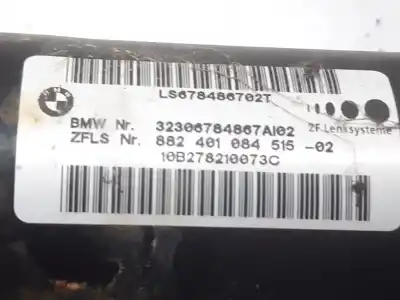 LS678486702T
BMW Nr. 32306784867AI02
ZF Lenksysteme
ZFLS Nr. 882 401 084 515 -02
10B278210073C